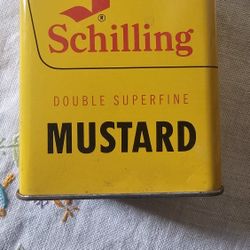 ®
Schilling
DOUBLE SUPERFINE
MUSTARD